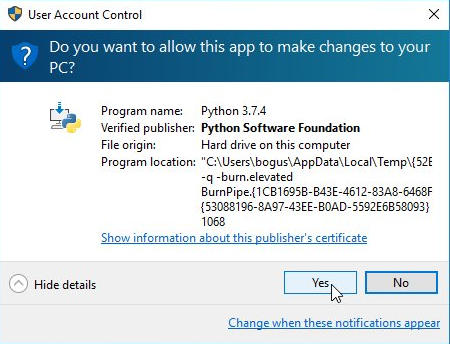 User Account Control
Do you want to allow this app to make changes to your
PC?
Program name: Python 3.7.4
Verified publisher: Python Software Foundation
File origin: Hard drive on this computer
Program location: "C:\Users\bogus\AppData\Local\Temp\{52E
-q -burn.elevated
BurnPipe.{1CB1695B-B43E-4612-83A8-6468F
{53088196-8A97-43EE-B0AD-5592E6B58093}
1068
Show information about this publisher's certificate
Hide details
Yes
No
Change when these notifications appear